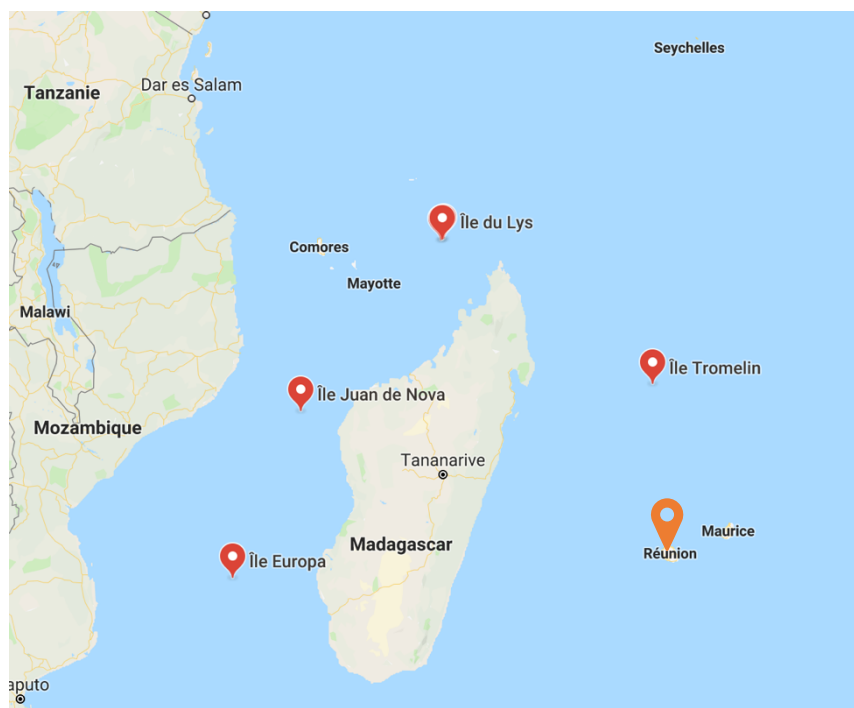 Seychelles
Dar es Salam
Tanzanie
Île du Lys
Comores
Mayotte
Malawi
Île Tromelin
Île Juan de Nova
Mozambique
Tananarive
Maurice
Madagascar
Réunion
Île Europa
aputo